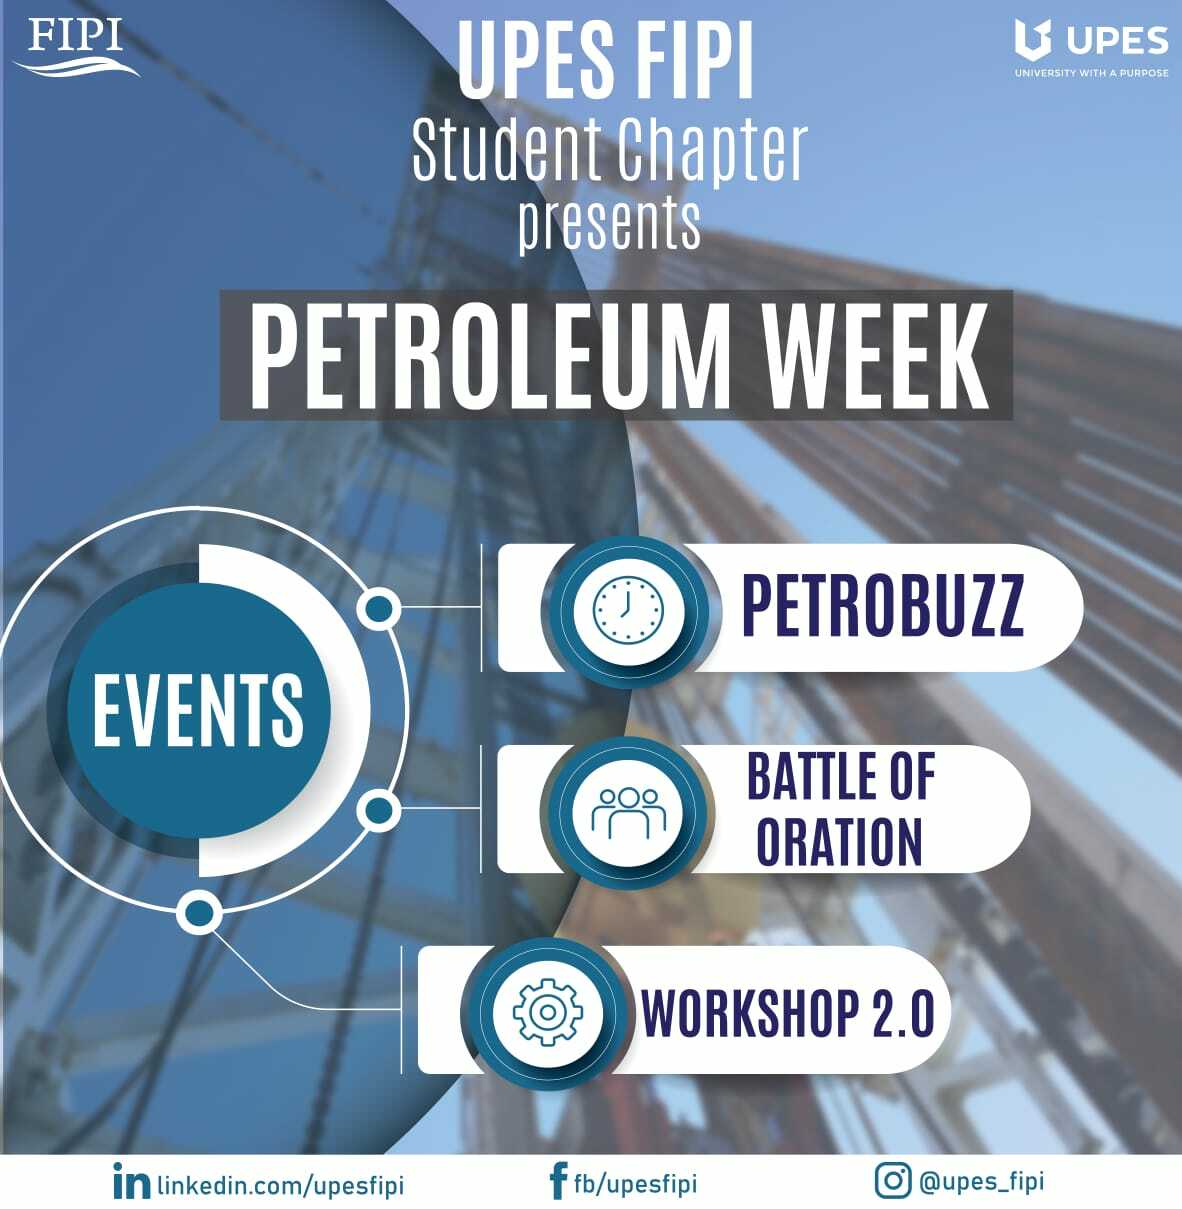 FIPI
UPES
UNIVERSITY WITH A PURPOSE
UPES FIPI
Student Chapter
presents
PETROLEUM WEEK
EVENTS
PETROBUZZ
BATTLE OF
ORATION
WORKSHOP 2.0
in linkedin.com/upesfipi
f fb/upesfipi
@upes_fipi